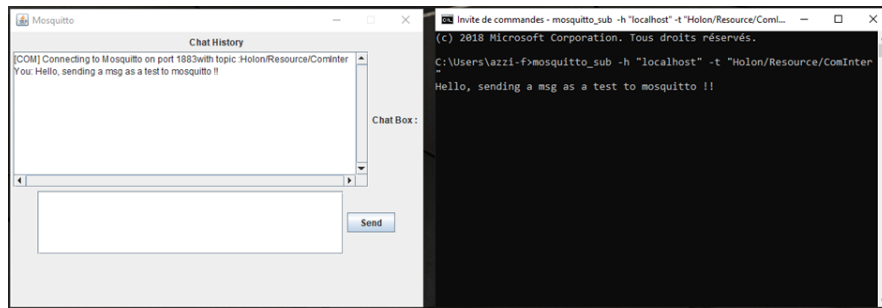 Mosquitto
Chat History
[COM] Connecting to Mosquitto on port 1883with topic :Holon/Resource/ComInter
You: Hello, sending a msg as a test to mosquitto !!
Chat Box :
Send
Invite de commandes - mosquitto_sub -h "localhost" -t "Holon/Resource/ComI...
(c) 2018 Microsoft Corporation. Tous droits réservés.
C:\Users\azzi-f>mosquitto_sub -h "localhost" -t "Holon/Resource/ComInter
"
Hello, sending a msg as a test to mosquitto !!